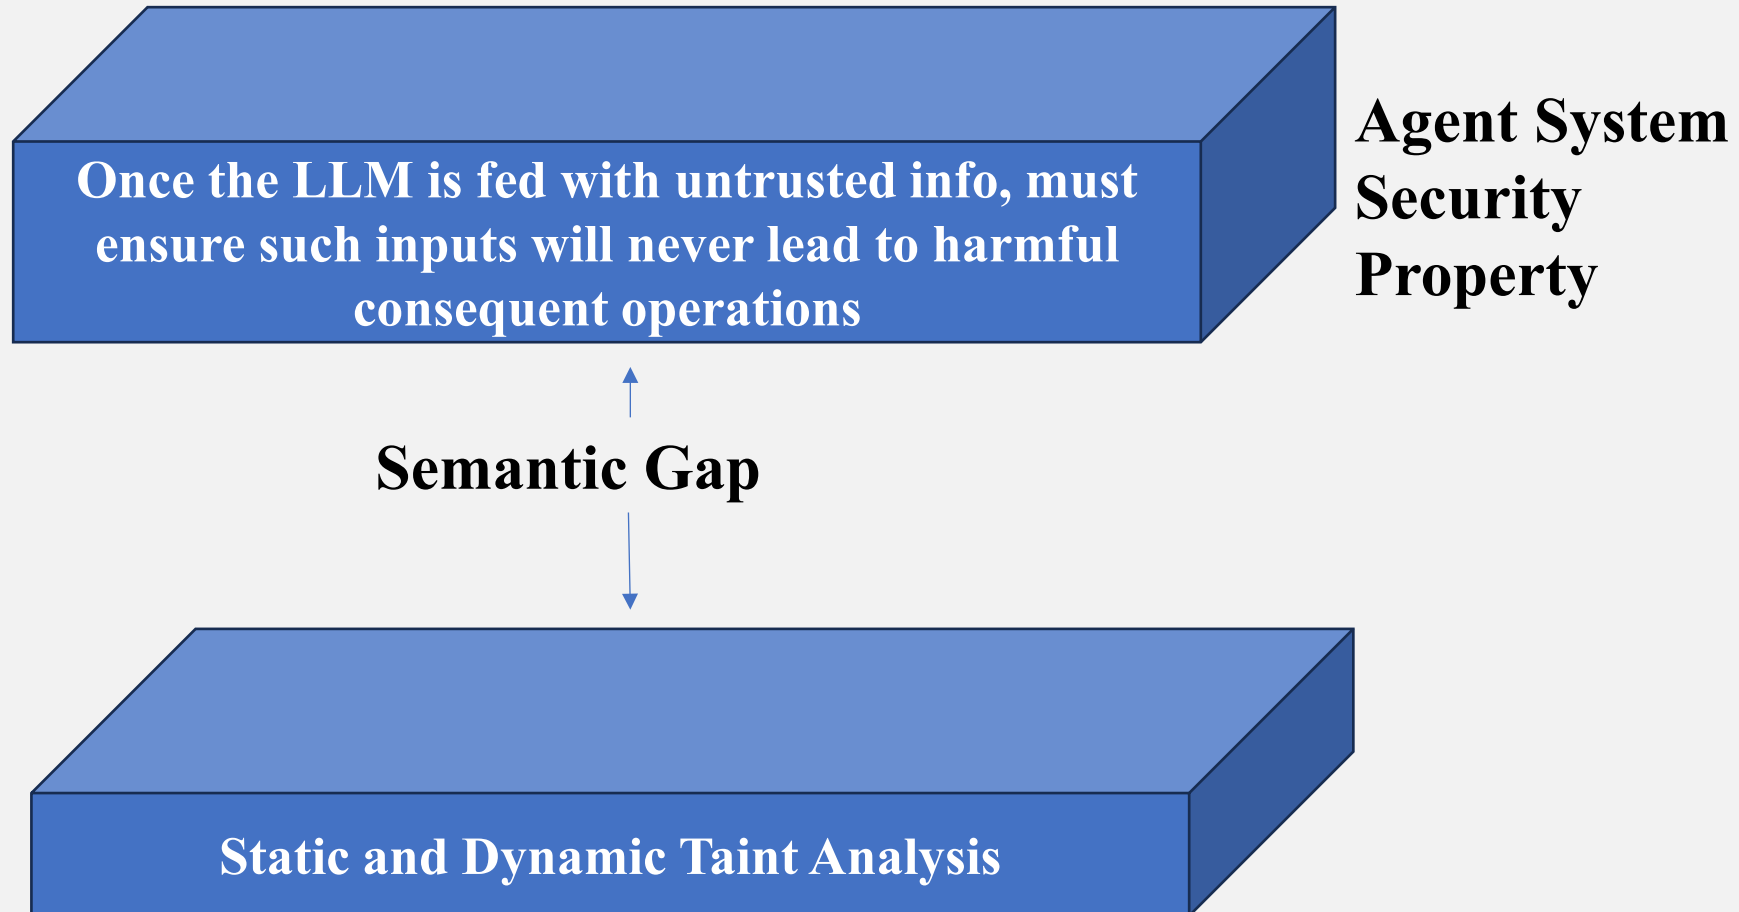 Once the LLM is fed with untrusted info, must
ensure such inputs will never lead to harmful
consequent operations
Agent System
Security
Property
Semantic Gap
Static and Dynamic Taint Analysis